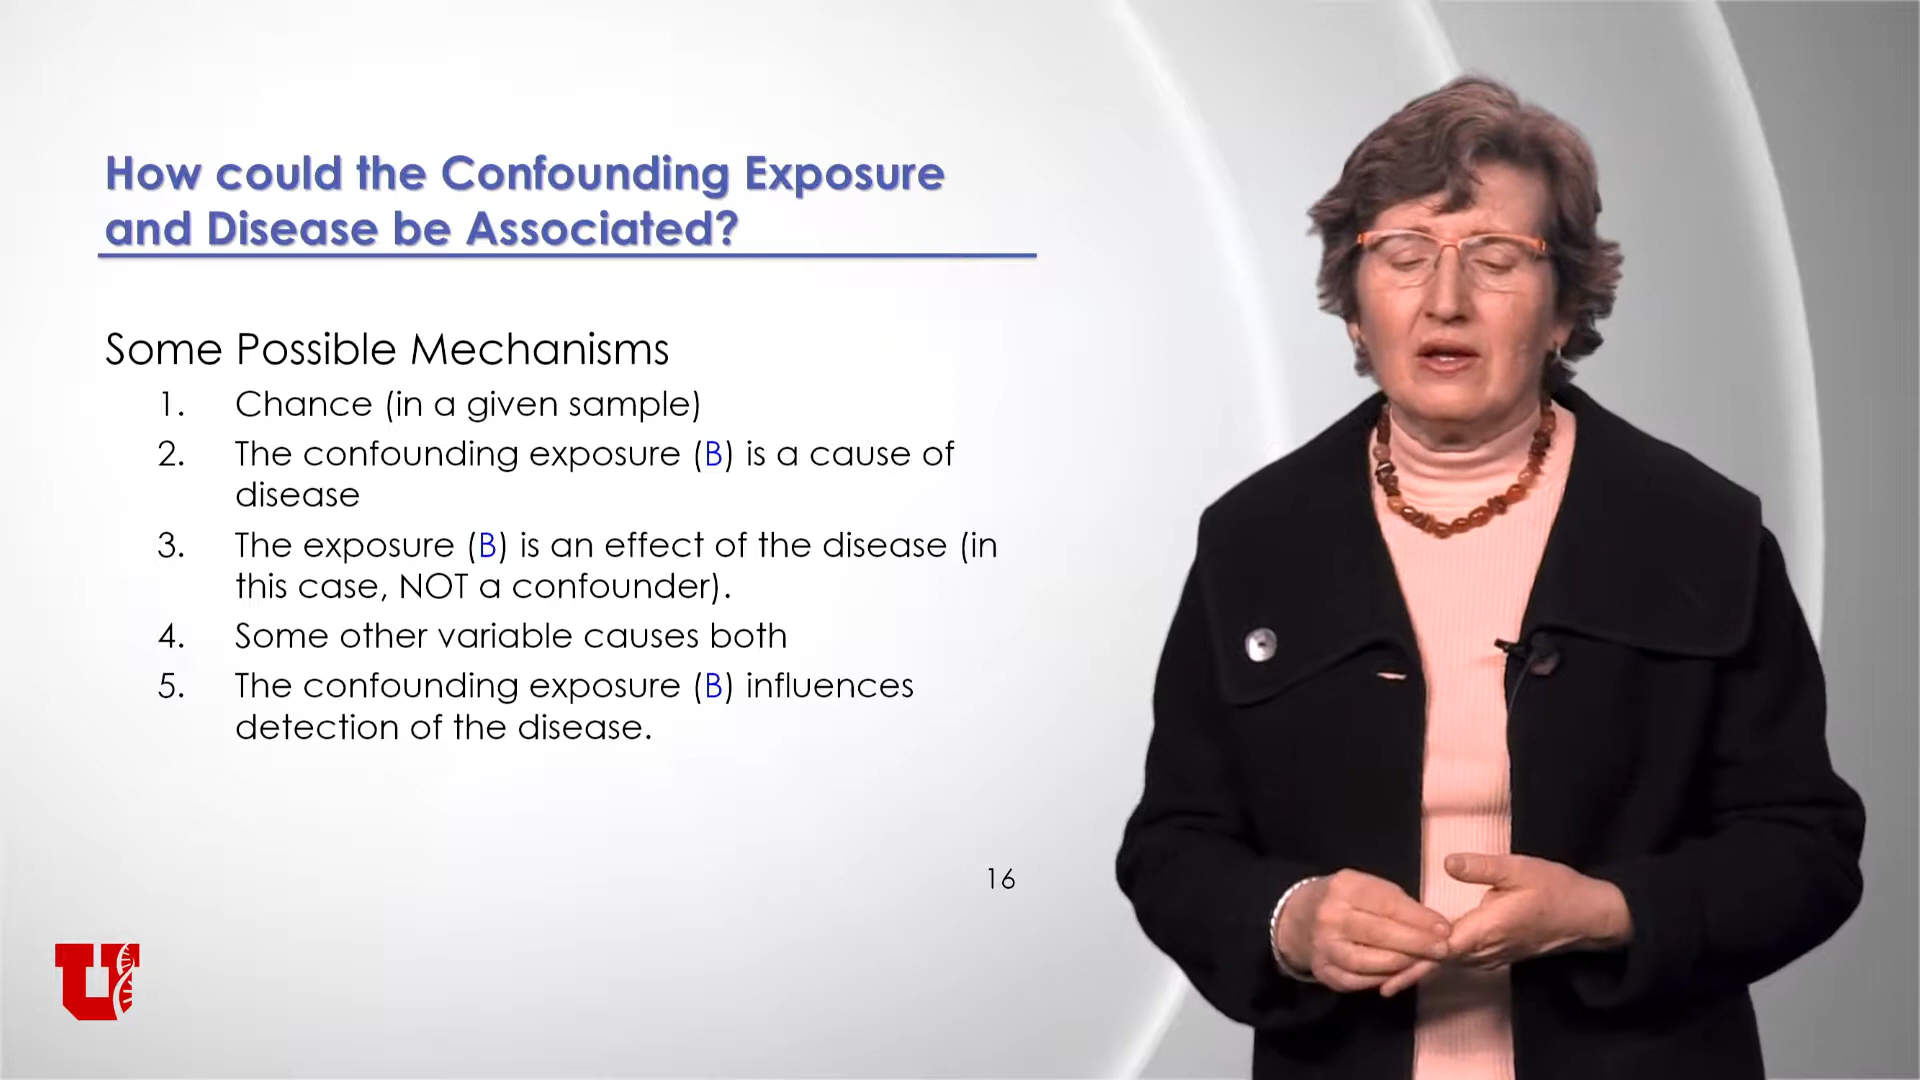 How could the Confounding Exposure
and Disease be Associated?
Some Possible Mechanisms
1. Chance (in a given sample)
2. The confounding exposure (B) is a cause of
disease
3. The exposure (B) is an effect of the disease (in
this case, NOT a confounder).
4. Some other variable causes both
5. The confounding exposure (B) influences
detection of the disease.
16
U